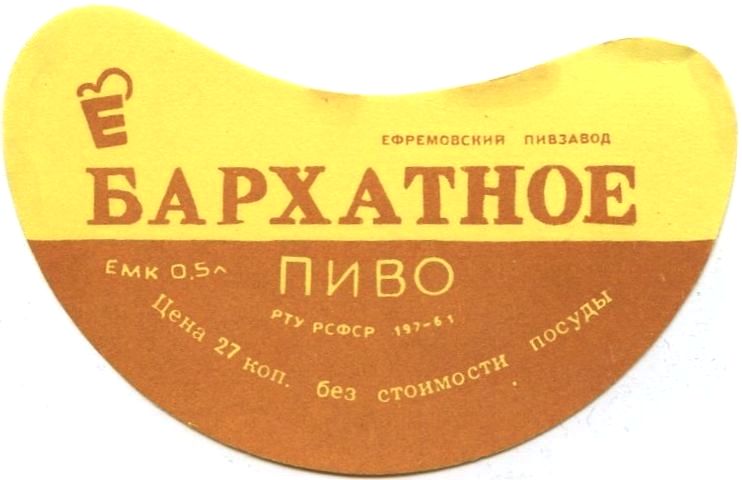 Е
ЕФРЕМОВСКИЙ ПИВЗАВОД
БАРХАТНОЕ
ЕМК 0,5л
ПИВО
РТУ РСФСР 197-61
Цена 27 коп. без стоимости посуды